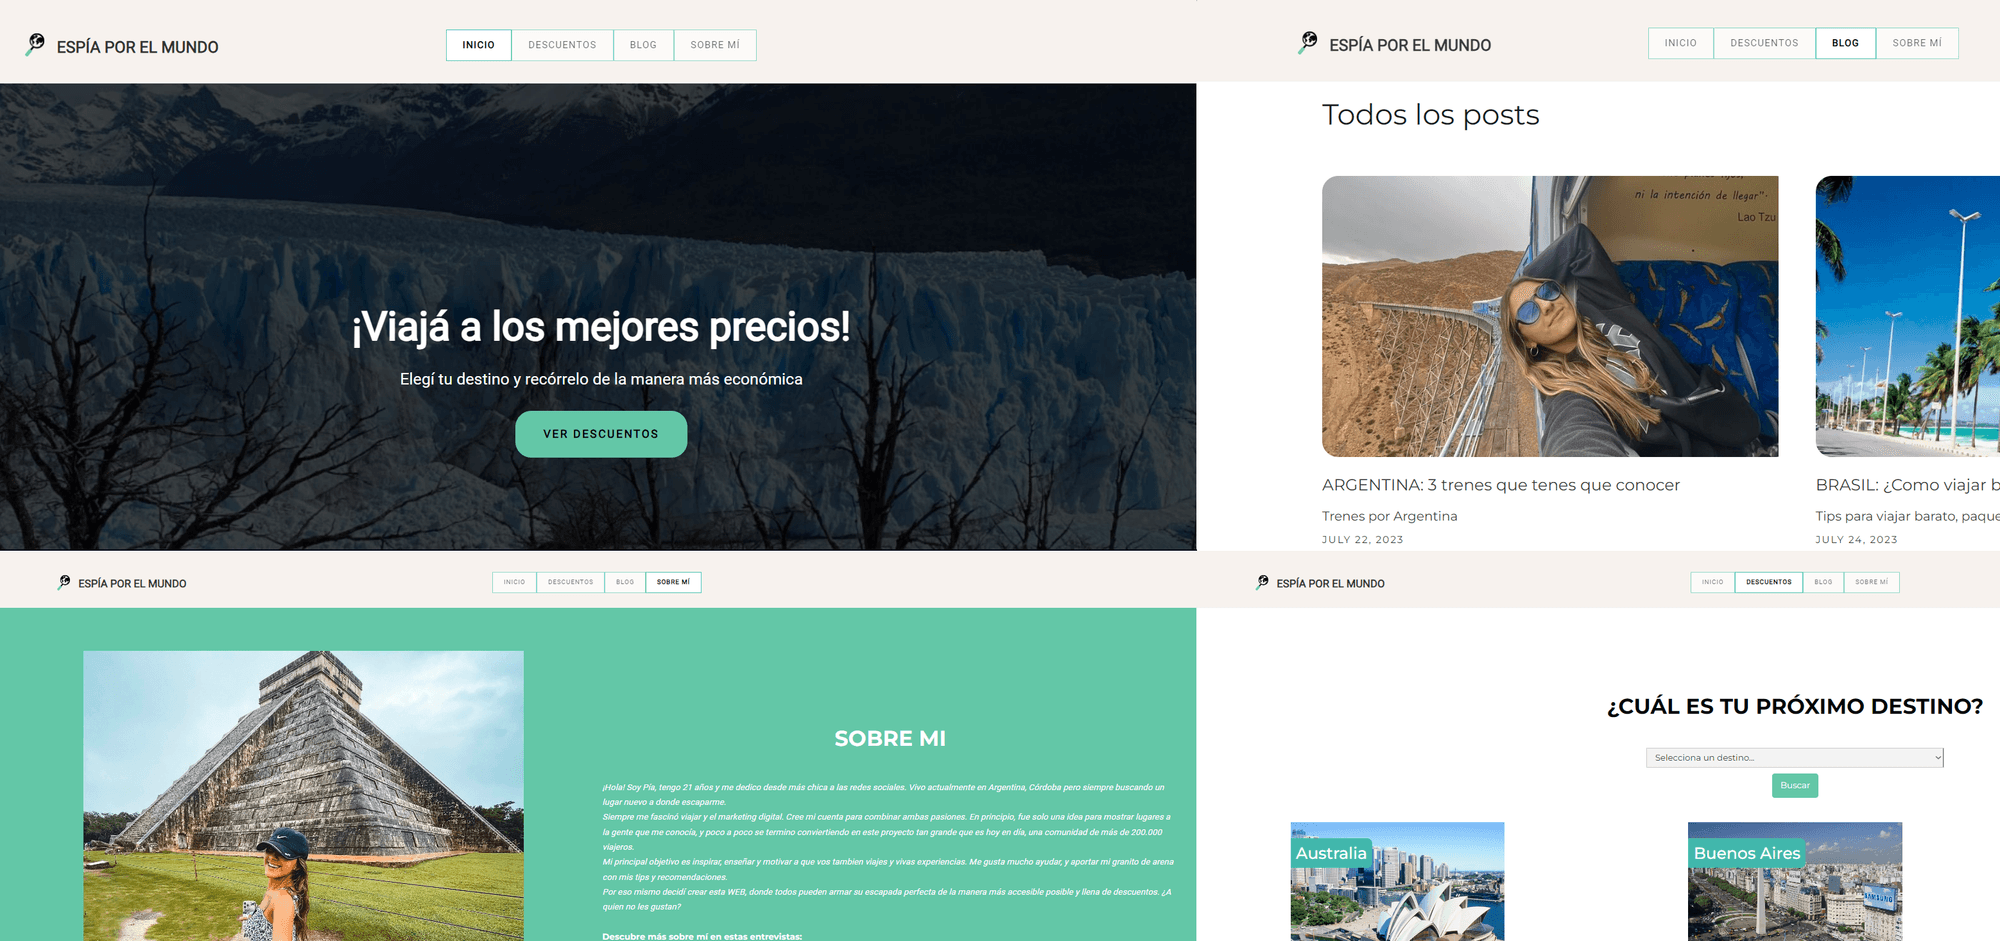 ESPÍA POR EL MUNDO
INICIO
DESCUENTOS
BLOG
SOBRE MÍ
¡Viajá a los mejores precios!
Elegí tu destino y recórrelo de la manera más económica
VER DESCUENTOS
ESPÍA POR EL MUNDO
INICIO
DESCUENTOS
BLOG
SOBRE MÍ
Todos los posts
ni la intención de llegar".
Lao Tzu
ARGENTINA: 3 trenes que tenes que conocer
Trenes por Argentina
JULY 22, 2023
BRASIL: ¿Como viajar b
Tips para viajar barato, paque
JULY 24, 2023
ESPÍA POR EL MUNDO
INICIO
DESCUENTOS
BLOG
SOBRE MÍ
SOBRE MI
¡Hola! Soy Pía, tengo 21 años y me dedico desde más chica a las redes sociales. Vivo actualmente en Argentina, Córdoba pero siempre buscando un
lugar nuevo a donde escaparme.
Siempre me fascinó viajar y el marketing digital. Cree mi cuenta para combinar ambas pasiones. En principio, fue solo una idea para mostrar lugares a
la gente que me conocía, y poco a poco se termino conviertiendo en este proyecto tan grande que es hoy en día, una comunidad de más de 200.000
viajeros.
Mi principal objetivo es inspirar, enseñar y motivar a que vos tambien viajes y vivas experiencias. Me gusta mucho ayudar, y aportar mi granito de arena
con mis tips y recomendaciones.
Por eso mismo decidí crear esta WEB, donde todos pueden armar su escapada perfecta de la manera más accesible posible y llena de descuentos. ¿A
quien no les gustan?
Descubre más sobre mí en estas entrevistas:
ESPÍA POR EL MUNDO
INICIO
DESCUENTOS
BLOG
SOBRE MÍ
¿CUÁL ES TU PRÓXIMO DESTINO?
Selecciona un destino...
Buscar
Australia
Buenos Aires
SAMSUNG